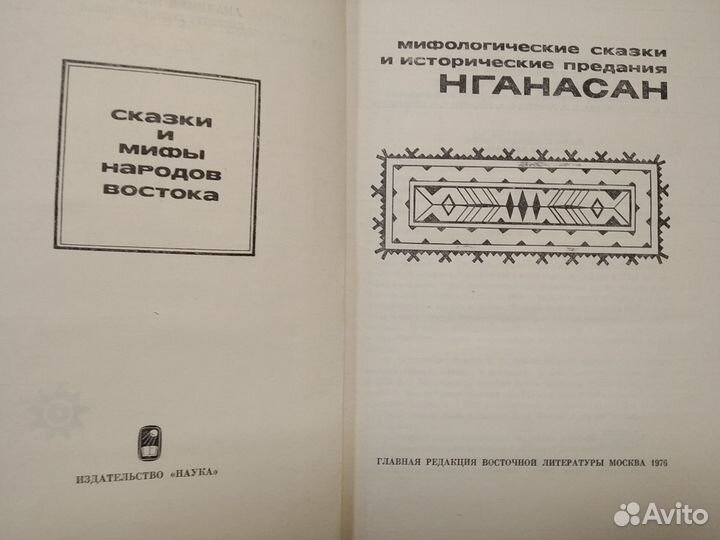 сказки
и
мифы
народов
востока
ИЗДАТЕЛЬСТВО «НАУКА»
мифологические сказки
и исторические предания
НГАНАСАН
ГЛАВНАЯ РЕДАКЦИЯ ВОСТОЧНОЙ ЛИТЕРАТУРЫ МОСКВА 1976
Avito